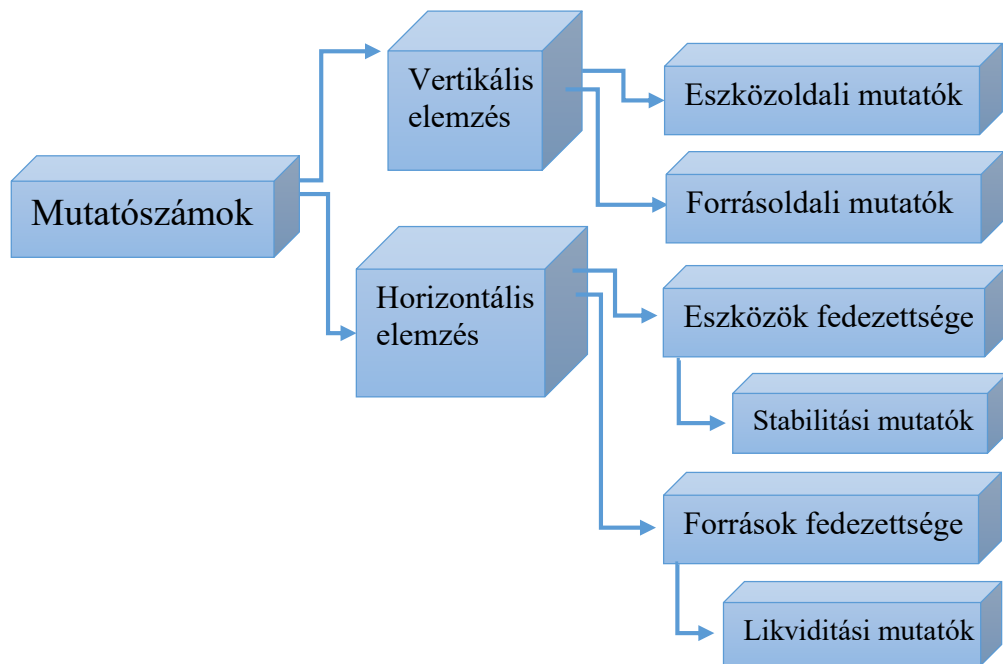 Mutatószámok
Vertikális
elemzés
Eszközoldali mutatók
Forrásoldali mutatók
Horizontális
elemzés
Eszközök fedezettsége
Stabilitási mutatók
Források fedezettsége
Likviditási mutatók